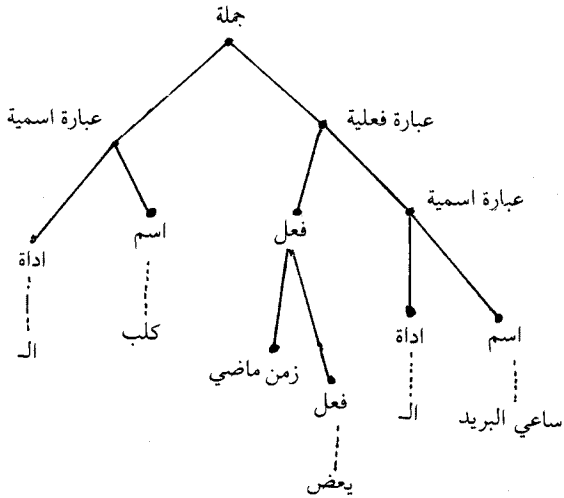 جملة
عبارة فعلية
عبارة اسمية
عبارة اسمية
فعل
اسم
اداة
اسم
اداة
كلب
الـ
زمن ماضي
فعل
ساعي البريد
الـ
يعض